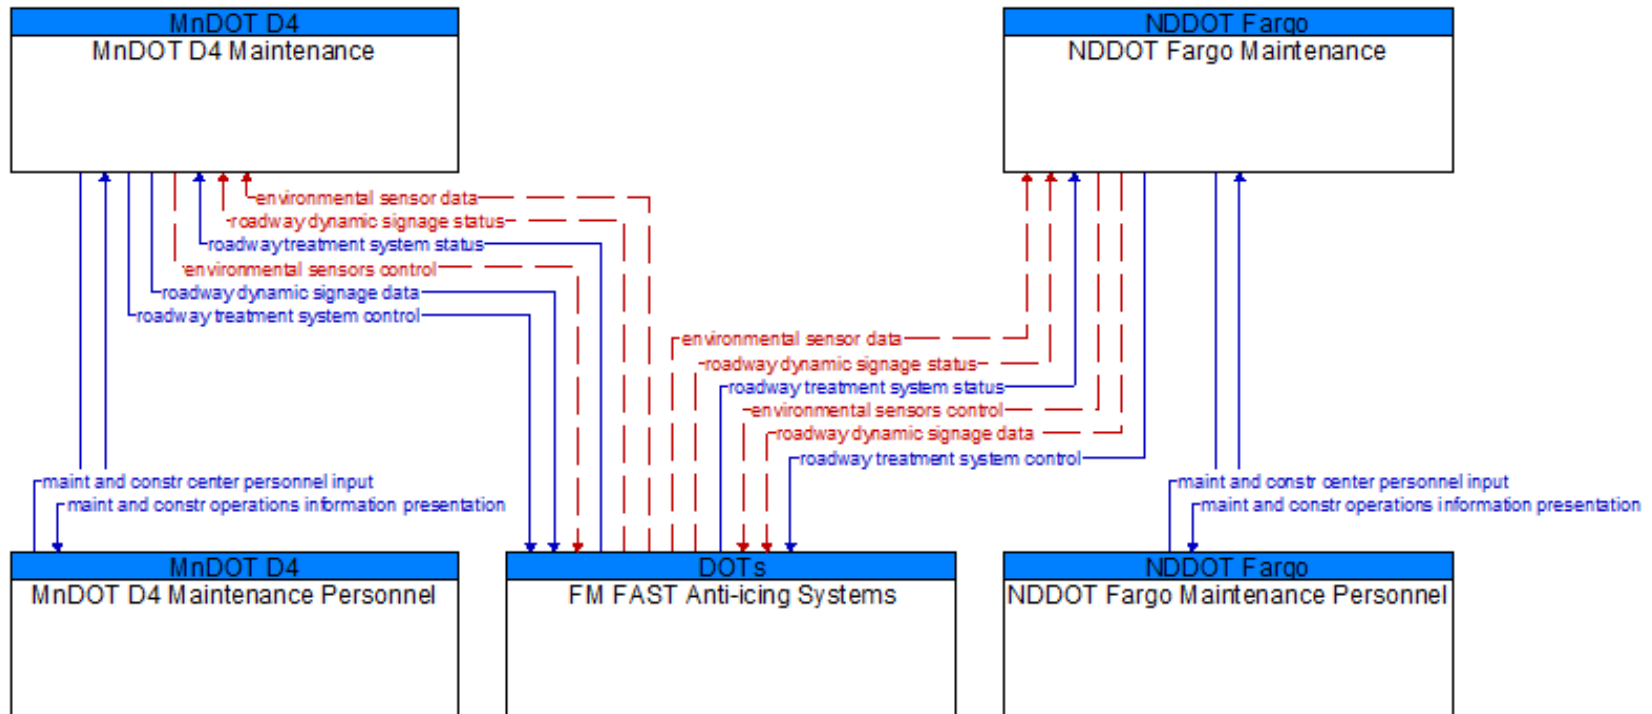 MnDOT D4
MnDOT D4 Maintenance
NDDOT Fargo
NDDOT Fargo Maintenance
environmental sensor data
roadway dynamic signage status
roadway treatment system status
environmental sensors control
roadway dynamic signage data
roadway treatment system control
environmental sensor data
roadway dynamic signage status
roadway treatment system status
environmental sensors control
roadway dynamic signage data
roadway treatment system control
maint and constr center personnel input
maint and constr operations information presentation
maint and constr center personnel input
maint and constr operations information presentation
MnDOT D4
MnDOT D4 Maintenance Personnel
DOTs
FM FAST Anti-icing Systems
NDDOT Fargo
NDDOT Fargo Maintenance Personnel